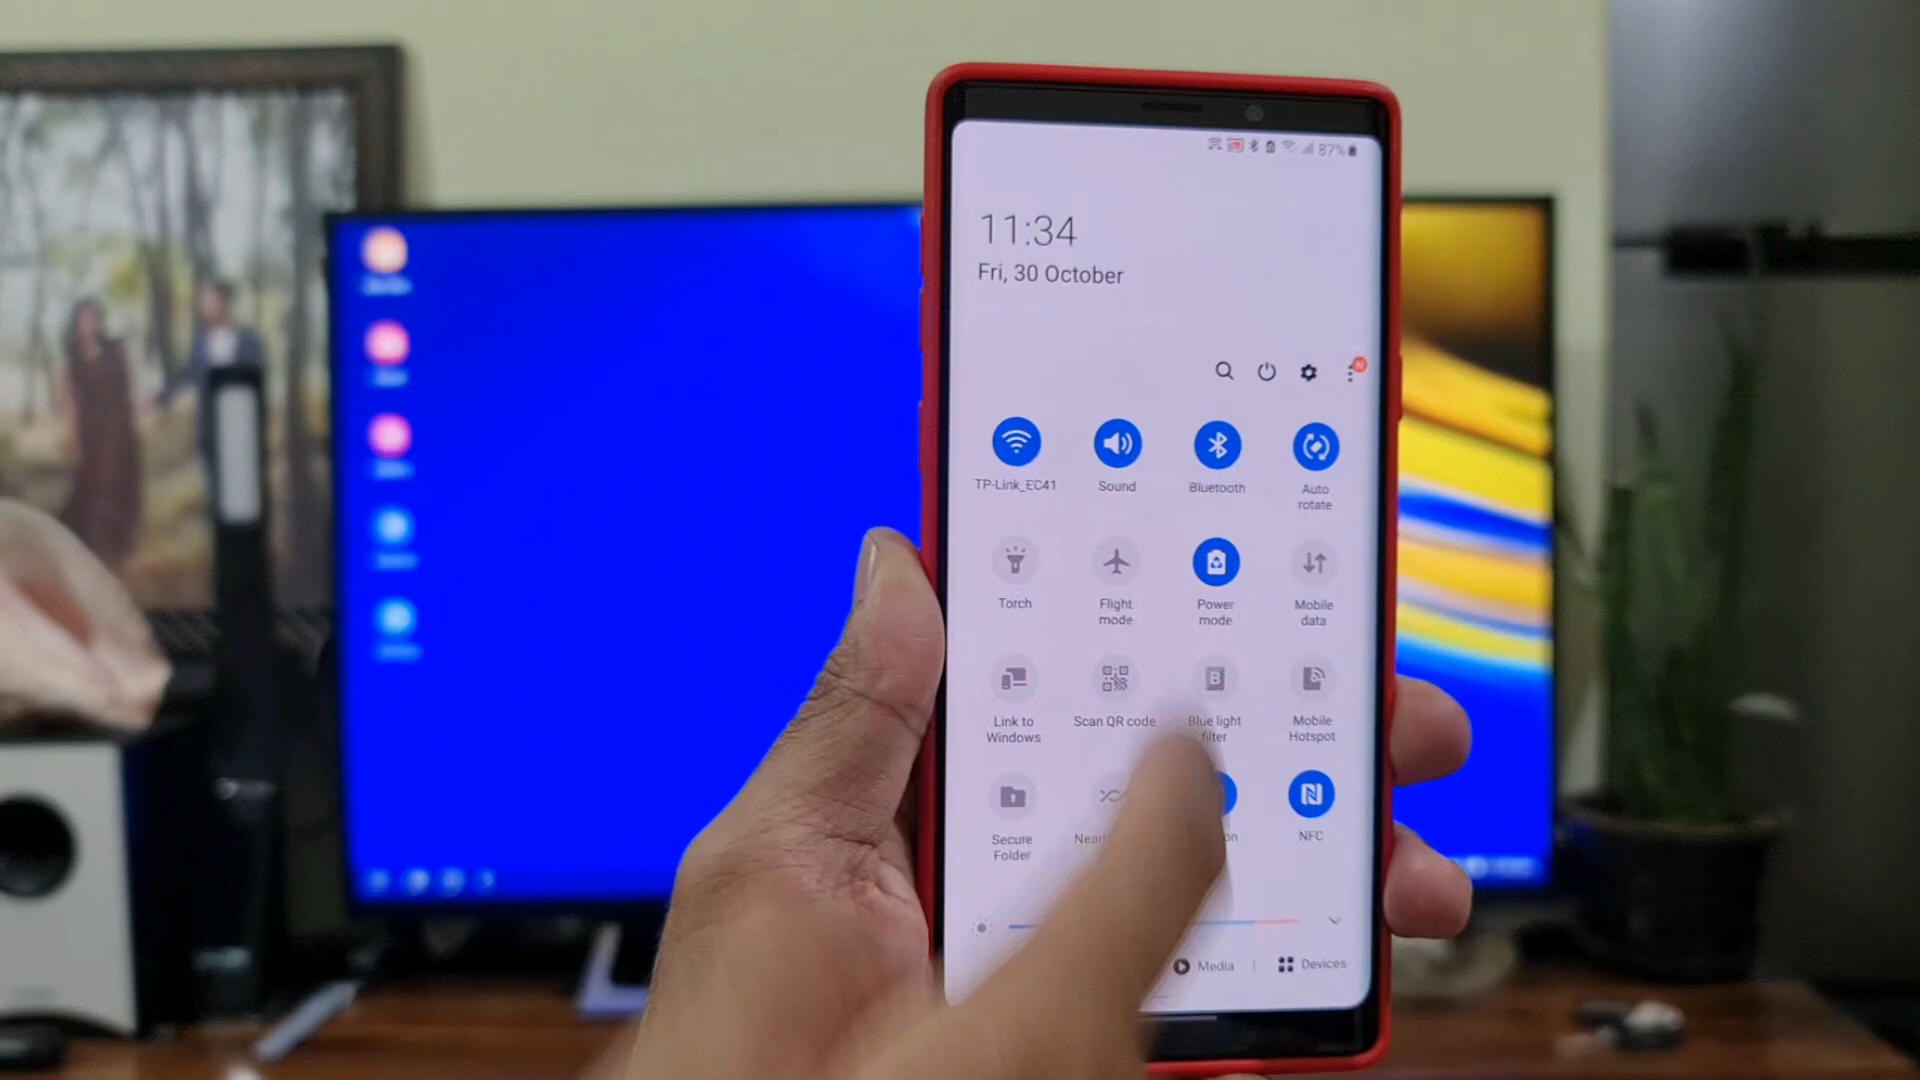 87%
11:34
Fri, 30 October
N
TP-Link_EC41
Sound
Bluetooth
Auto
rotate
Torch
Flight
mode
Power
mode
Mobile
data
Link to
Windows
Scan QR code
B
Blue light
filter
Mobile
Hotspot
Secure
Folder
NFC
Media
Devices